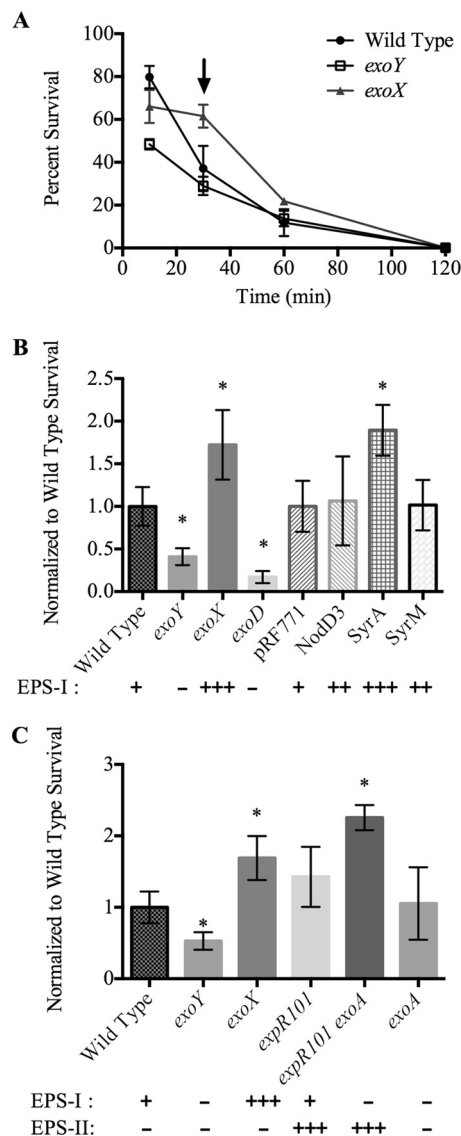 A
Percent Survival
100
80
60
40
20
0
Wild Type
exoY
exoX
0 20 40 60 80 100 120
Time (min)
B
Normalized to Wild Type Survival
2.5
2.0
1.5
1.0
0.5
0.0
* * * *
Wild Type exoY exoX exoD pRF771 NodD3 SyrA SyrM
EPS-I : + – +++ – + ++ +++ ++
C
Normalized to Wild Type Survival
3
2
1
0
* * *
Wild Type exoY exoX expR101 expR101 exoA exoA
EPS-I : + – +++ + – –
EPS-II: – – – +++ +++ –